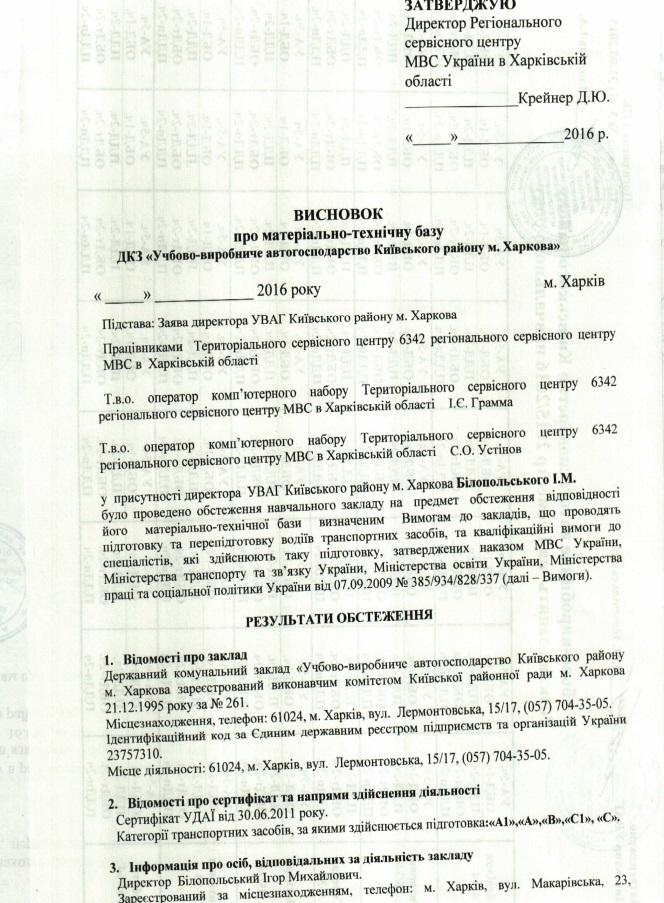 ЗАТВЕРДЖУЮ
Директор Регіонального
сервісного центру
МВС України в Харківській
області
_______________Крейнер Д.Ю.
«_____»______________2016 р.
ВИСНОВОК
про матеріально-технічну базу
ДКЗ «Учбово-виробниче автогосподарство Київського району м. Харкова»
« _____» _____________ 2016 року м. Харків
Підстава: Заява директора УВАГ Київського району м. Харкова
Працівниками Територіального сервісного центру 6342 регіонального сервісного центру
МВС в Харківській області
Т.в.о. оператор комп’ютерного набору Територіального сервісного центру 6342
регіонального сервісного центру МВС в Харківській області І.Є. Грамма
Т.в.о. оператор комп’ютерного набору Територіального сервісного центру 6342
регіонального сервісного центру МВС в Харківській області С.О. Устінов
у присутності директора УВАГ Київського району м. Харкова Білопольського І.М.
було проведено обстеження навчального закладу на предмет обстеження відповідності
його матеріально-технічної бази визначеним Вимогам до закладів, що проводять
підготовку та перепідготовку водіїв транспортних засобів, та кваліфікаційні вимоги до
спеціалістів, які здійснюють таку підготовку, затверджених наказом МВС України,
Міністерства транспорту та зв’язку України, Міністерства освіти України, Міністерства
праці та соціальної політики України від 07.09.2009 № 385/934/828/337 (далі – Вимоги).
РЕЗУЛЬТАТИ ОБСТЕЖЕННЯ
1. Відомості про заклад
Державний комунальний заклад «Учбово-виробниче автогосподарство Київського району
м. Харкова зареєстрований виконавчим комітетом Київської районної ради м. Харкова
21.12.1995 року за № 261.
Місцезнаходження, телефон: 61024, м. Харків, вул. Лермонтовська, 15/17, (057) 704-35-05.
Ідентифікаційний код за Єдиним державним реєстром підприємств та організацій України
23757310.
Місце діяльності: 61024, м. Харків, вул. Лермонтовська, 15/17, (057) 704-35-05.
2. Відомості про сертифікат та напрями здійснення діяльності
Сертифікат УДАЇ від 30.06.2011 року.
Категорії транспортних засобів, за якими здійснюється підготовка:«А1»,«А»,«В»,«С1», «С».
3. Інформація про осіб, відповідальних за діяльність закладу
Директор Білопольський Ігор Михайлович.
Зареєстрований за місцезнаходженням, телефон: м. Харків, вул. Макарівська, 23,